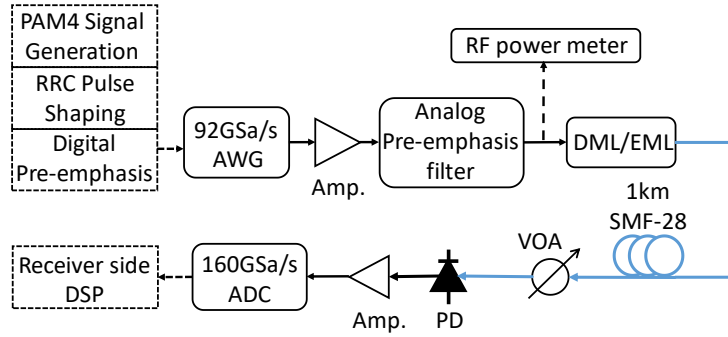 PAM4 Signal
Generation
RRC Pulse
Shaping
Digital
Pre-emphasis
92GSa/s
AWG
Amp.
Analog
Pre-emphasis
filter
RF power meter
DML/EML
1km
SMF-28
VOA
PD
Amp.
160GSa/s
ADC
Receiver side
DSP